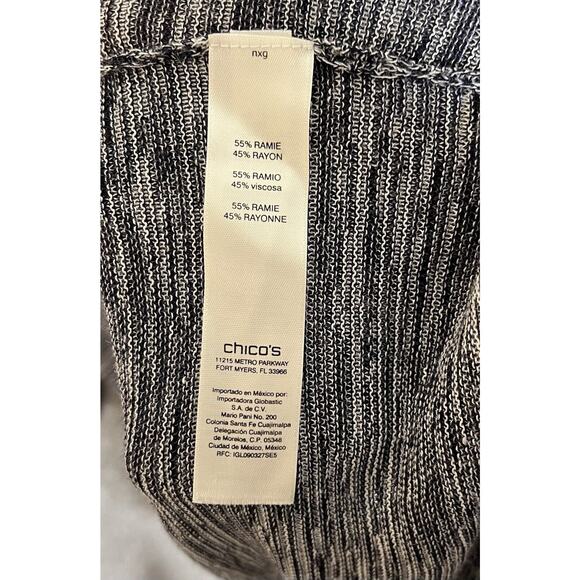 nxg
55% RAMIE
45% RAYON
55% RAMIO
45% viscosa
55% RAMIE
45% RAYONNE
chico's
11215 METRO PARKWAY
FORT MYERS, FL 33966
Importado en México por:
Importadora Globastic
S.A. de C.V.
Mario Pani No. 200
Colonia Santa Fe Cuajimalpa
Delegación Cuajimalpa
de Morelos, C.P. 05348
Ciudad de México, México
RFC: IGL090327SE5